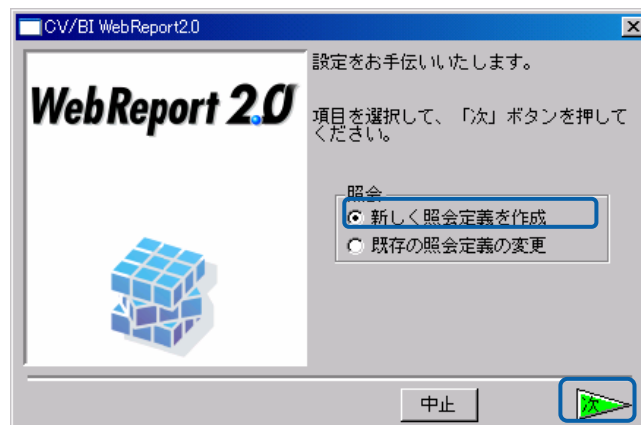 CV/BI WebReport2.0
設定をお手伝いいたします。
WebReport 2.0
項目を選択して、「次」ボタンを押して
ください。
照会
新しく照会定義を作成
既存の照会定義の変更
中止
次